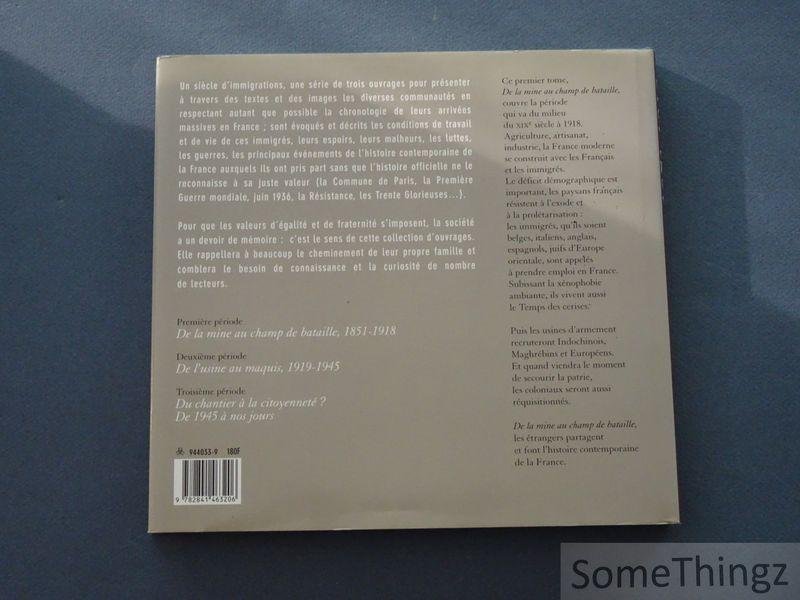 Un siècle d'immigrations, une série de trois ouvrages pour présenter
à travers des textes et des images les diverses communautés en
respectant autant que possible la chronologie de leurs arrivées
massives en France ; sont évoqués et décrits les conditions de travail
et de vie de ces immigrés, leurs espoirs, leurs malheurs, les luttes,
les guerres, les principaux événements de l'histoire contemporaine de
la France auxquels ils ont pris part sans que l'histoire officielle ne le
reconnaisse à sa juste valeur (la Commune de Paris, la Première
Guerre mondiale, juin 1936, la Résistance, les Trente Glorieuses...).
Pour que les valeurs d'égalité et de fraternité s'imposent, la société
a un devoir de mémoire : c'est le sens de cette collection d'ouvrages.
Elle rappellera à beaucoup le cheminement de leur propre famille et
comblera le besoin de connaissance et la curiosité de nombre
de lecteurs.
Première période
De la mine au champ de bataille, 1851-1918
Deuxième période
De l'usine au maquis, 1919-1945
Troisième période
Du chantier à la citoyenneté ?
De 1945 à nos jours
944033-9 180F
9 782841 463206
Ce premier tome,
De la mine au champ de bataille,
couvre la période
qui va du milieu
du XIXe siècle à 1918.
Agriculture, artisanat,
industrie, la France moderne
se construit avec les Français
et les immigrés.
Le déficit démographique est
important, les paysans français
résistent à l'exode et
à la prolétarisation :
les immigrés, qu'ils soient
belges, italiens, anglais,
espagnols, juifs d'Europe
orientale, sont appelés
à prendre emploi en France.
Subissant la xénophobie
ambiante, ils vivent aussi
le Temps des cerises.
Puis les usines d'armement
recruteront Indochinois,
Maghrébins et Européens.
Et quand viendra le moment
de secourir la patrie,
les coloniaux seront aussi
réquisitionnés.
De la mine au champ de bataille,
les étrangers partagent
et font l'histoire contemporaine
de la France.
SomeThingz